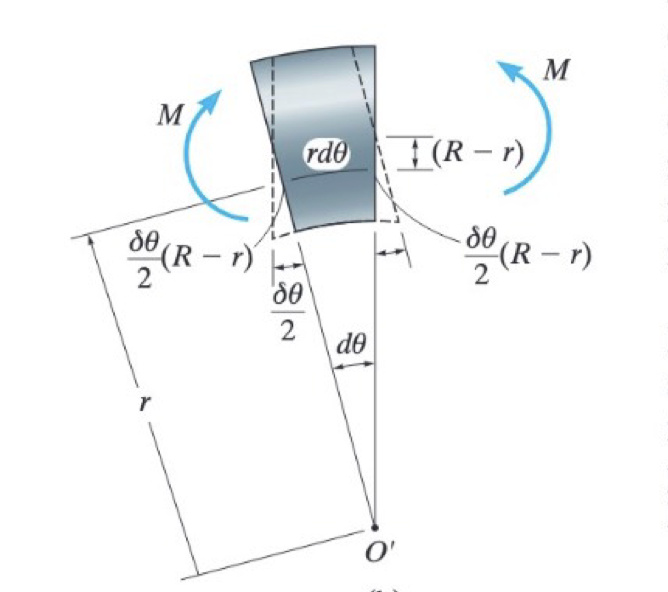 M
M
rdθ
(R − r)
δθ/2 (R − r)
δθ/2 (R − r)
δθ/2
dθ
r
O'